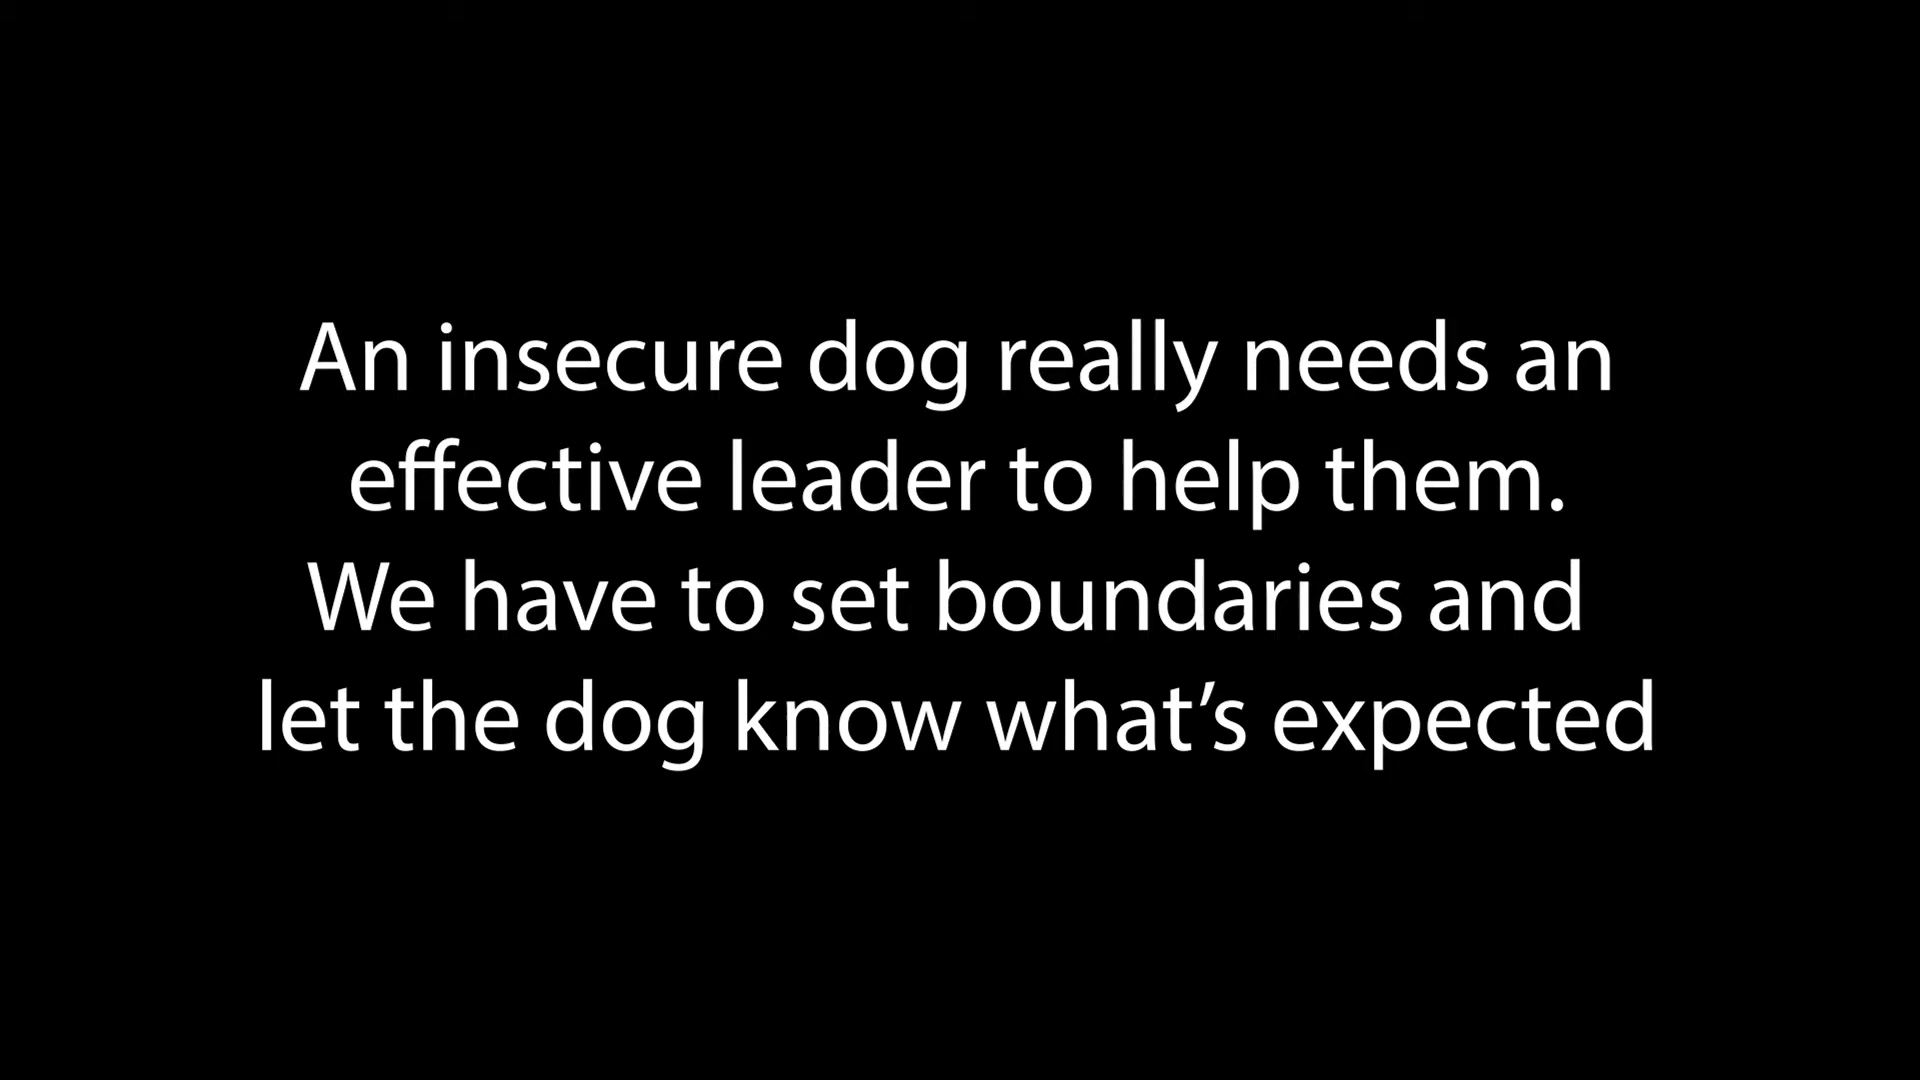 An insecure dog really needs an
effective leader to help them.
We have to set boundaries and
let the dog know what’s expected